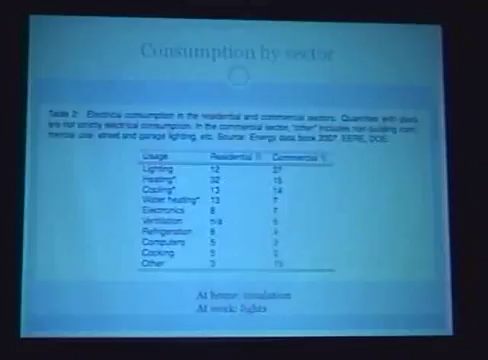 Consumption by sector
Table 2: Electrical consumption in the residential and commercial sectors. Quantities with stars
are not strictly electrical consumption. In the commercial sector, "other" includes non-building com-
mercial use: street and garage lighting, etc. Source: Energy data book 2007, EERE, DOE.
Usage Residential Commercial
Lighting 12 27
Heating* 32 15
Cooling* 13 14
Water heating* 13 7
Electronics 8 7
Ventilation n/a 6
Refrigeration 8
Computers 5 3
Cooking 5
Other 3
At home: insulation
At work: lights